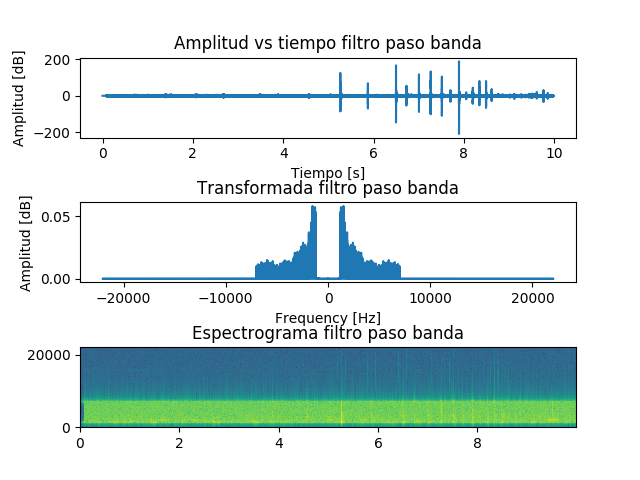 Amplitud vs tiempo filtro paso banda
Amplitud [dB]
200
0
−200
0 2 4 6 8 10
Tiempo [s]
Transformada filtro paso banda
Amplitud [dB]
0.05
0.00
−20000 −10000 0 10000 20000
Frequency [Hz]
Espectrograma filtro paso banda
20000
0
0 2 4 6 8